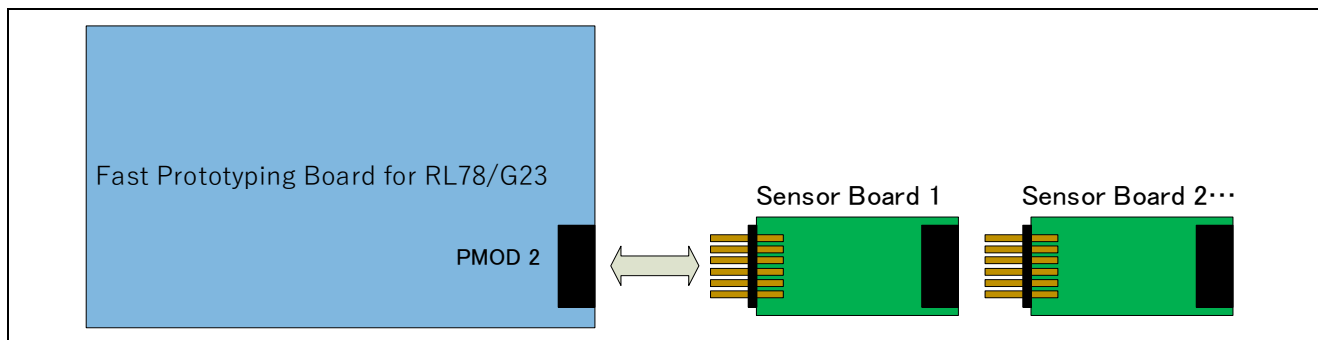 Fast Prototyping Board for RL78/G23
PMOD 2
Sensor Board 1
Sensor Board 2⋯